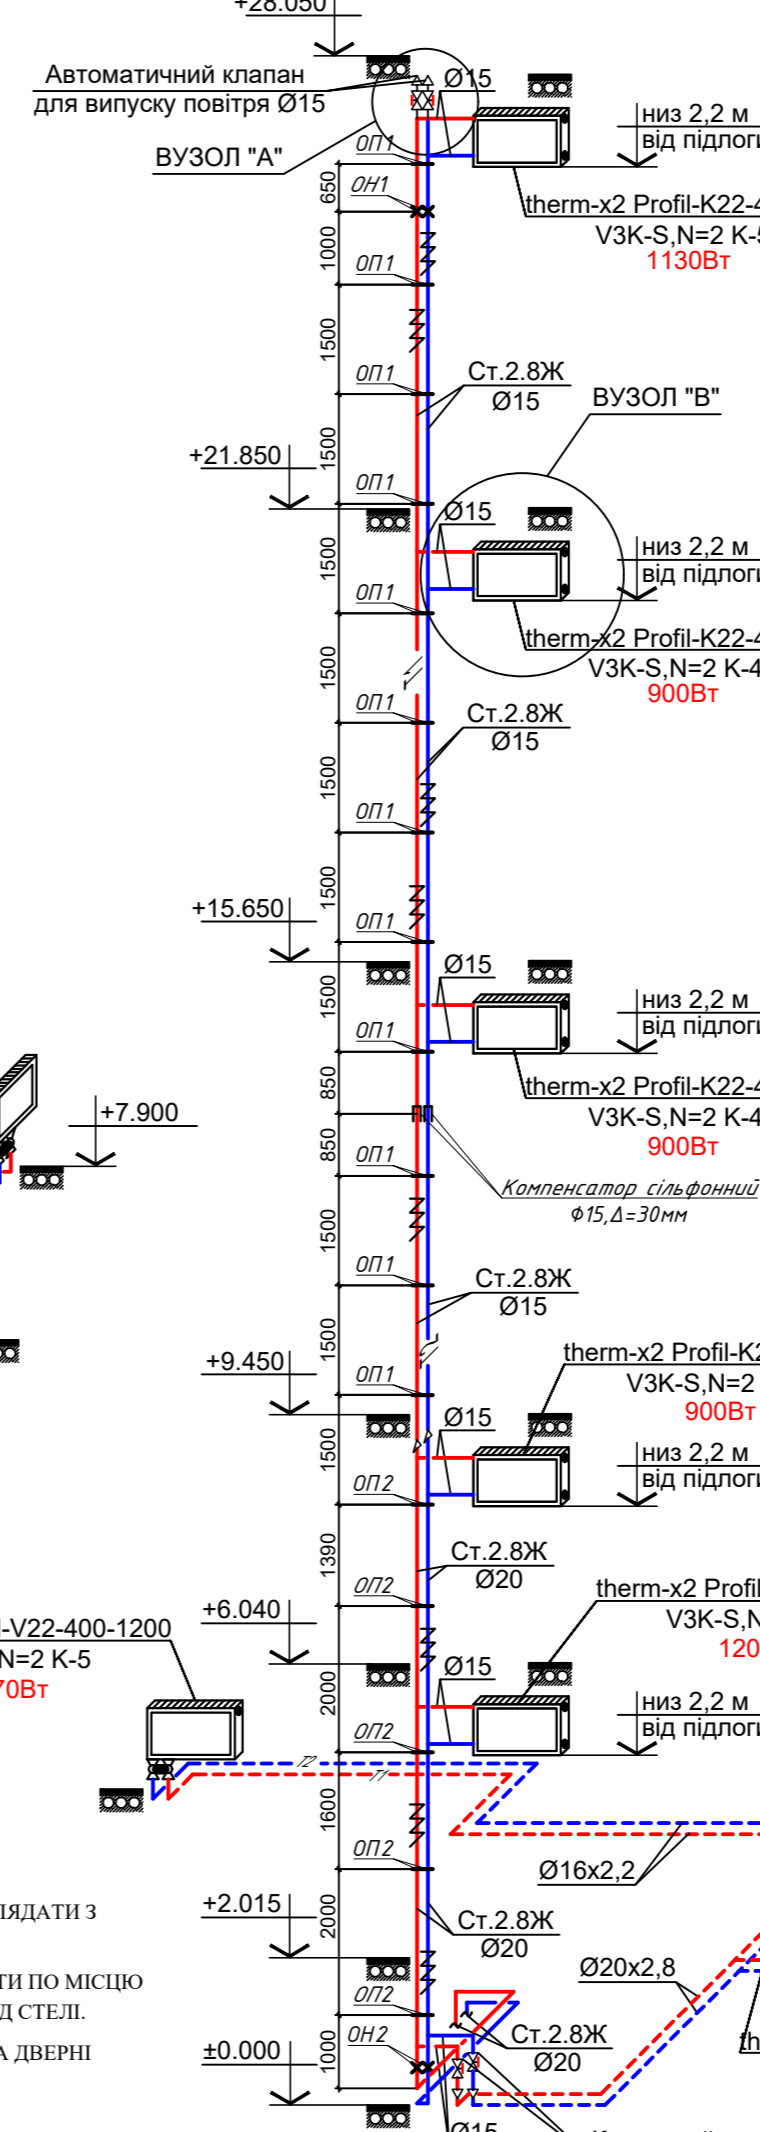 +28.050
Автоматичний клапан
для випуску повітря Ø15
Ø15
ВУЗОЛ "А"
низ 2,2 м
від підлоги
ОП1
650
ОН1
therm-x2 Profil-K22-4
V3K-S,N=2 K-5
1130Вт
1000
ОП1
1500
ОП1
Ст.2.8Ж
Ø15
ВУЗОЛ "В"
1500
+21.850
ОП1
Ø15
1500
низ 2,2 м
від підлоги
ОП1
therm-x2 Profil-K22-4
V3K-S,N=2 K-4
900Вт
1500
ОП1
Ст.2.8Ж
Ø15
1500
ОП1
1500
+15.650
ОП1
Ø15
1500
низ 2,2 м
від підлоги
ОП1
850
therm-x2 Profil-K22-4
V3K-S,N=2 K-4
900Вт
+7.900
850
ОП1
Компенсатор сільфонний
Ф15,Δ=30мм
1500
ОП1
Ст.2.8Ж
Ø15
1500
+9.450
ОП1
therm-x2 Profil-K2
V3K-S,N=2
900Вт
Ø15
1500
низ 2,2 м
від підлоги
ОП2
1390
Ст.2.8Ж
Ø20
ОП2
+6.040
therm-x2 Profil
V3K-S,N
120
l-V22-400-1200
N=2 K-5
70Вт
Ø15
2000
низ 2,2 м
від підлоги
ОП2
Т2
Т1
1600
ОП2
Ø16х2,2
ЛЯДАТИ З
+2.015
2000
Ст.2.8Ж
Ø20
ТИ ПО МІСЦЮ
Д СТЕЛІ.
Ø20х2,8
ОП2
ОН2
Ст.2.8Ж
Ø20
А ДВЕРНІ
±0.000
1000
th
Ø15